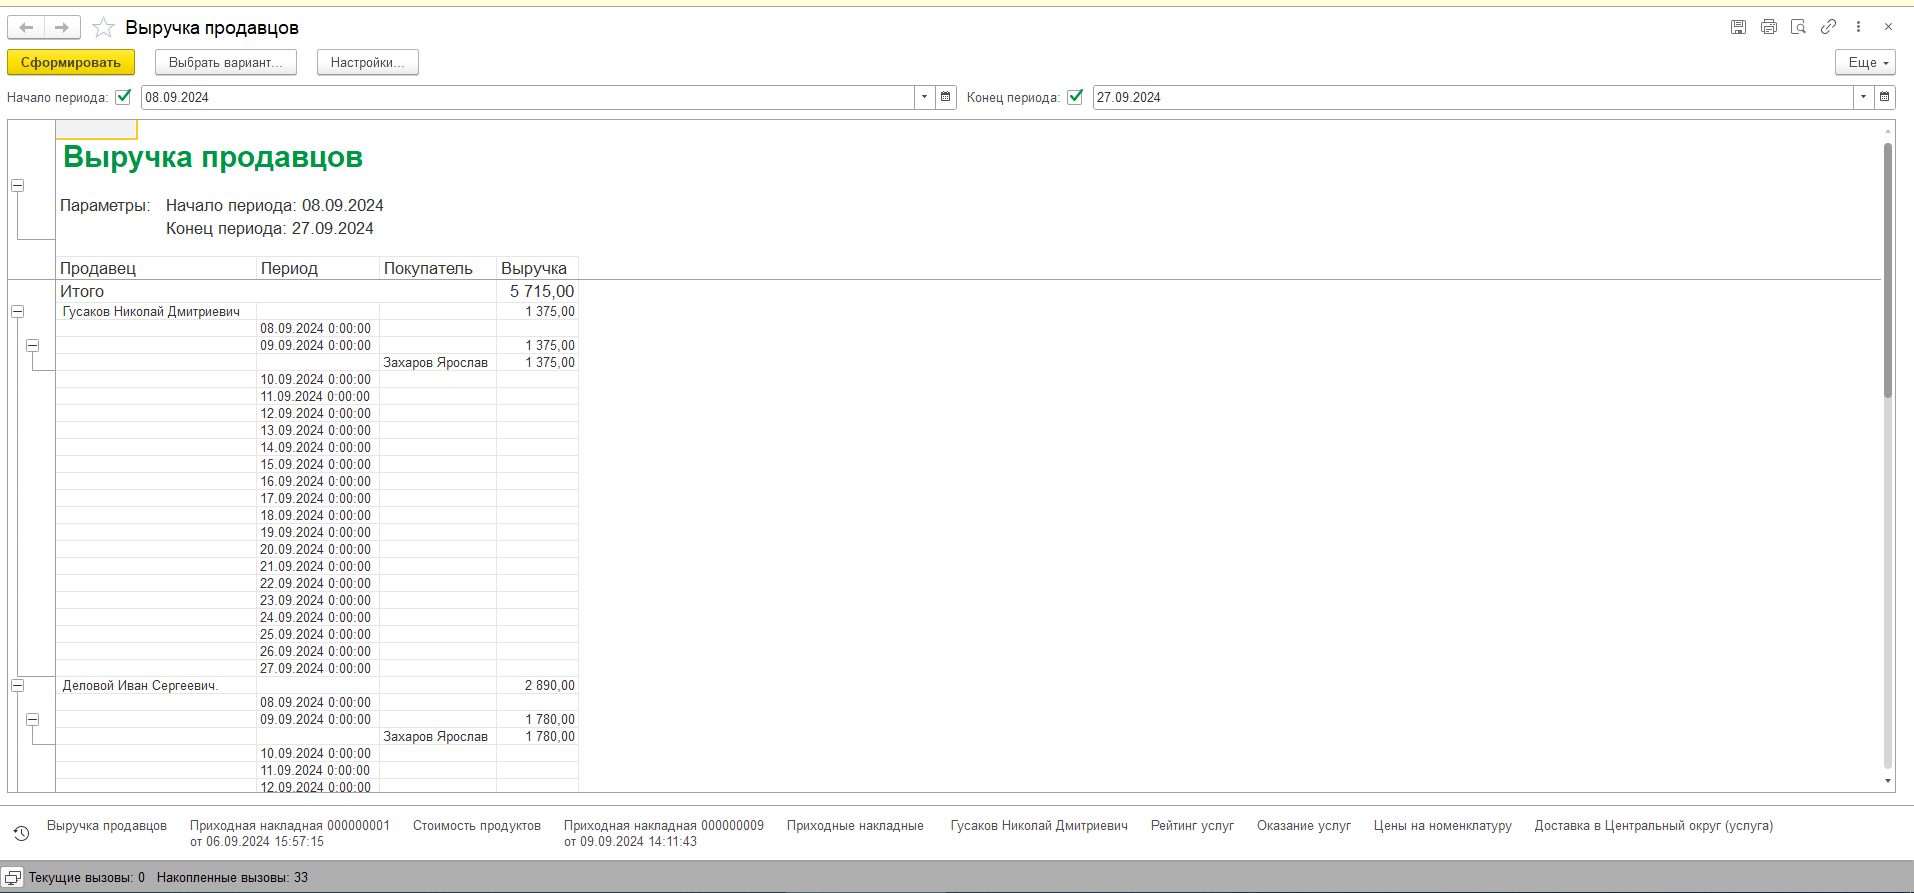 Выручка продавцов
Сформировать
Выбрать вариант...
Настройки...
Еще
Начало периода:
08.09.2024
Конец периода:
27.09.2024
Выручка продавцов
Параметры: Начало периода: 08.09.2024
Конец периода: 27.09.2024
Продавец Период Покупатель Выручка
Итого 5 715,00
Гусаков Николай Дмитриевич 1 375,00
08.09.2024 0:00:00
09.09.2024 0:00:00 1 375,00
Захаров Ярослав 1 375,00
10.09.2024 0:00:00
11.09.2024 0:00:00
12.09.2024 0:00:00
13.09.2024 0:00:00
14.09.2024 0:00:00
15.09.2024 0:00:00
16.09.2024 0:00:00
17.09.2024 0:00:00
18.09.2024 0:00:00
19.09.2024 0:00:00
20.09.2024 0:00:00
21.09.2024 0:00:00
22.09.2024 0:00:00
23.09.2024 0:00:00
24.09.2024 0:00:00
25.09.2024 0:00:00
26.09.2024 0:00:00
27.09.2024 0:00:00
Деловой Иван Сергеевич. 2 890,00
08.09.2024 0:00:00
09.09.2024 0:00:00 1 780,00
Захаров Ярослав 1 780,00
10.09.2024 0:00:00
11.09.2024 0:00:00
12.09.2024 0:00:00
Выручка продавцов
Приходная накладная 000000001
от 06.09.2024 15:57:15
Стоимость продуктов
Приходная накладная 000000009
от 09.09.2024 14:11:43
Приходные накладные
Гусаков Николай Дмитриевич
Рейтинг услуг
Оказание услуг
Цены на номенклатуру
Доставка в Центральный округ (услуга)
Текущие вызовы: 0 Накопленные вызовы: 33